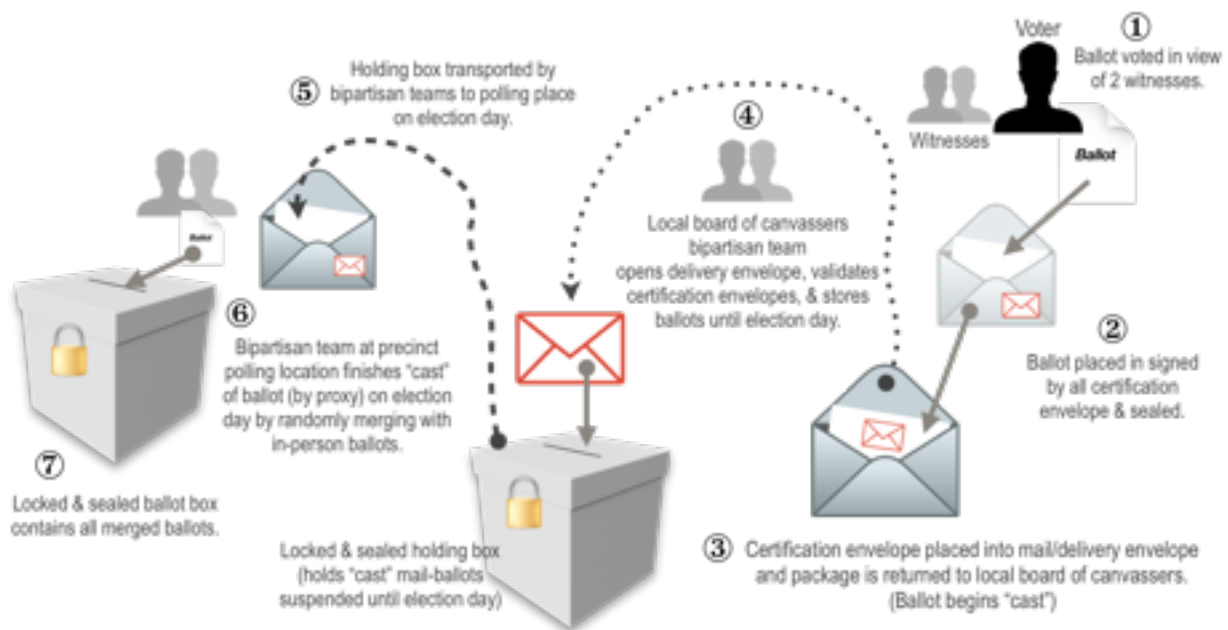 Voter
①
Ballot voted in view
of 2 witnesses.
Witnesses
Ballot
②
Ballot placed in signed
by all certification
envelope & sealed.
③ Certification envelope placed into mail/delivery envelope
and package is returned to local board of canvassers.
(Ballot begins “cast”)
④
Local board of canvassers
bipartisan team
opens delivery envelope, validates
certification envelopes, & stores
ballots until election day.
Locked & sealed holding box
(holds “cast” mail-ballots
suspended until election day)
⑤
Holding box transported by
bipartisan teams to polling place
on election day.
Ballot
⑥
Bipartisan team at precinct
polling location finishes “cast”
of ballot (by proxy) on election
day by randomly merging with
in-person ballots.
⑦
Locked & sealed ballot box
contains all merged ballots.